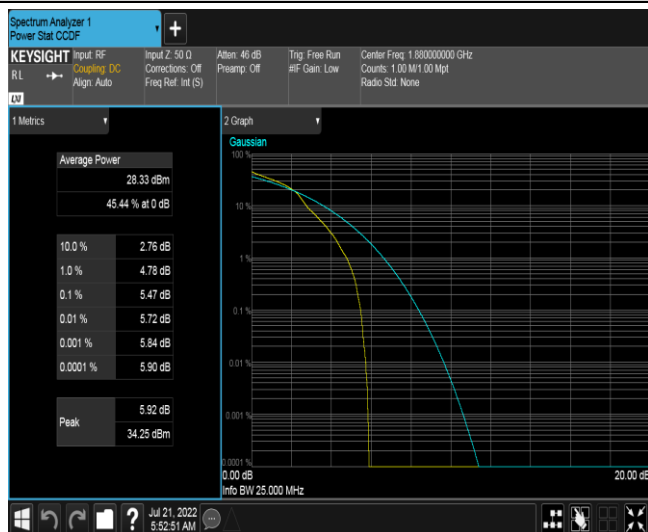 Spectrum Analyzer 1
Power Stat CCDF
+
KEYSIGHT
RL
Input: RF
Coupling: DC
Align: Auto
Input Z: 50 Ω
Corrections: Off
Freq Ref: Int (S)
Atten: 46 dB
Preamp: Off
Trig: Free Run
#IF Gain: Low
Center Freq: 1.880000000 GHz
Counts: 1.00 M/1.00 Mpt
Radio Std: None
LXI
1 Metrics
Average Power
28.33 dBm
45.44 % at 0 dB
10.0 % 2.76 dB
1.0 % 4.78 dB
0.1 % 5.47 dB
0.01 % 5.72 dB
0.001 % 5.84 dB
0.0001 % 5.90 dB
Peak
5.92 dB
34.25 dBm
2 Graph
Gaussian
100 %
10 %
1 %
0.1 %
0.01 %
0.001 %
0.0001 %
0.00 dB
20.00 dB
Info BW 25.000 MHz
?
Jul 21, 2022
5:52:51 AM